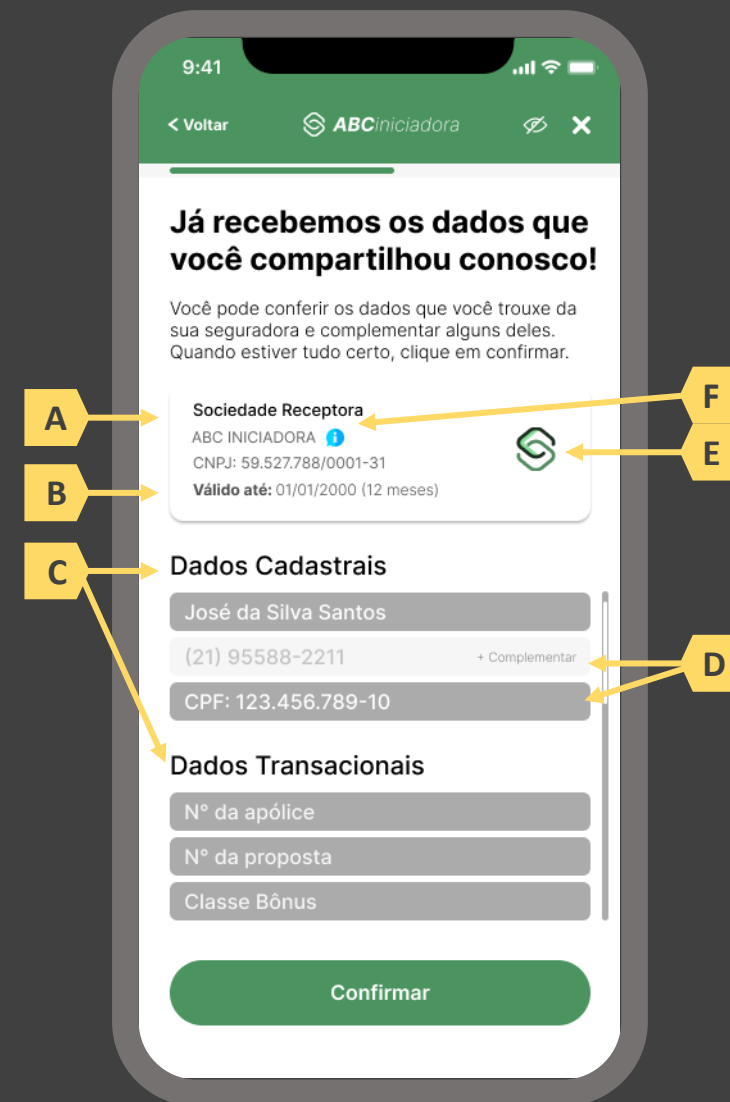 9:41
< Voltar
ABCiniciadora
Já recebemos os dados que
você compartilhou conosco!
Você pode conferir os dados que você trouxe da
sua seguradora e complementar alguns deles.
Quando estiver tudo certo, clique em confirmar.
A
Sociedade Receptora
F
ABC INICIADORA i
CNPJ: 59.527.788/0001-31
E
B
Válido até: 01/01/2000 (12 meses)
C
Dados Cadastrais
José da Silva Santos
(21) 95588-2211 + Complementar
D
CPF: 123.456.789-10
Dados Transacionais
N° da apólice
N° da proposta
Classe Bônus
Confirmar